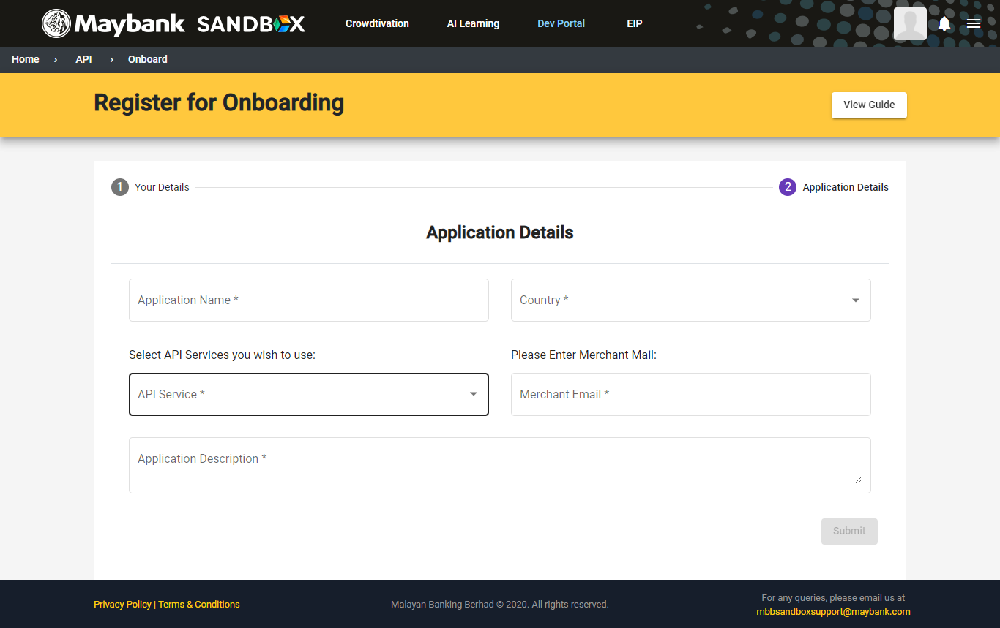 Maybank SANDBOX Crowdtivation AI Learning Dev Portal EIP
Home › API › Onboard
Register for Onboarding
View Guide
1 Your Details 2 Application Details
Application Details
Application Name * Country *
Select API Services you wish to use: Please Enter Merchant Mail:
API Service * Merchant Email *
Application Description *
Submit
Privacy Policy | Terms & Conditions
Malayan Banking Berhad © 2020. All rights reserved.
For any queries, please email us at
mbbsandboxsupport@maybank.com